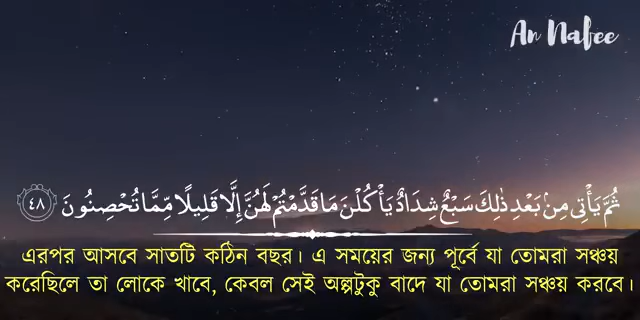 An Nafee
ثُمَّ يَأْتِى مِنۢ بَعْدِ ذَٰلِكَ سَبْعٌ شِدَادٌ يَأْكُلْنَ مَا قَدَّمْتُمْ لَهُنَّ إِلَّا قَلِيلًا مِّمَّا تُحْصِنُونَ ٤٨
এরপর আসবে সাতটি কঠিন বছর। এ সময়ের জন্য পূর্বে যা তোমরা সঞ্চয়
করেছিলে তা লোকে খাবে, কেবল সেই অল্পটুকু বাদে যা তোমরা সঞ্চয় করবে।